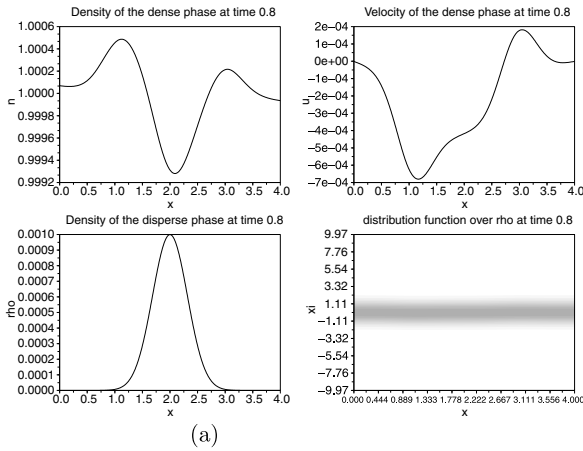 Density of the dense phase at time 0.8
1.0006
1.0004
1.0002
1.0000
0.9998
0.9996
0.9994
0.9992
n
0.0 0.5 1.0 1.5 2.0 2.5 3.0 3.5 4.0
x
Velocity of the dense phase at time 0.8
2e-04
1e-04
0e+00
−1e-04
−2e-04
−3e-04
−4e-04
−5e-04
−6e-04
−7e-04
u
0.0 0.5 1.0 1.5 2.0 2.5 3.0 3.5 4.0
x
Density of the disperse phase at time 0.8
0.0010
0.0009
0.0008
0.0007
0.0006
0.0005
0.0004
0.0003
0.0002
0.0001
0.0000
rho
0.0 0.5 1.0 1.5 2.0 2.5 3.0 3.5 4.0
x
distribution function over rho at time 0.8
9.97
7.76
5.54
3.32
1.11
−1.11
−3.32
−5.54
−7.76
−9.97
xi
0.000 0.444 0.889 1.333 1.778 2.222 2.667 3.111 3.556 4.000
x
(a)